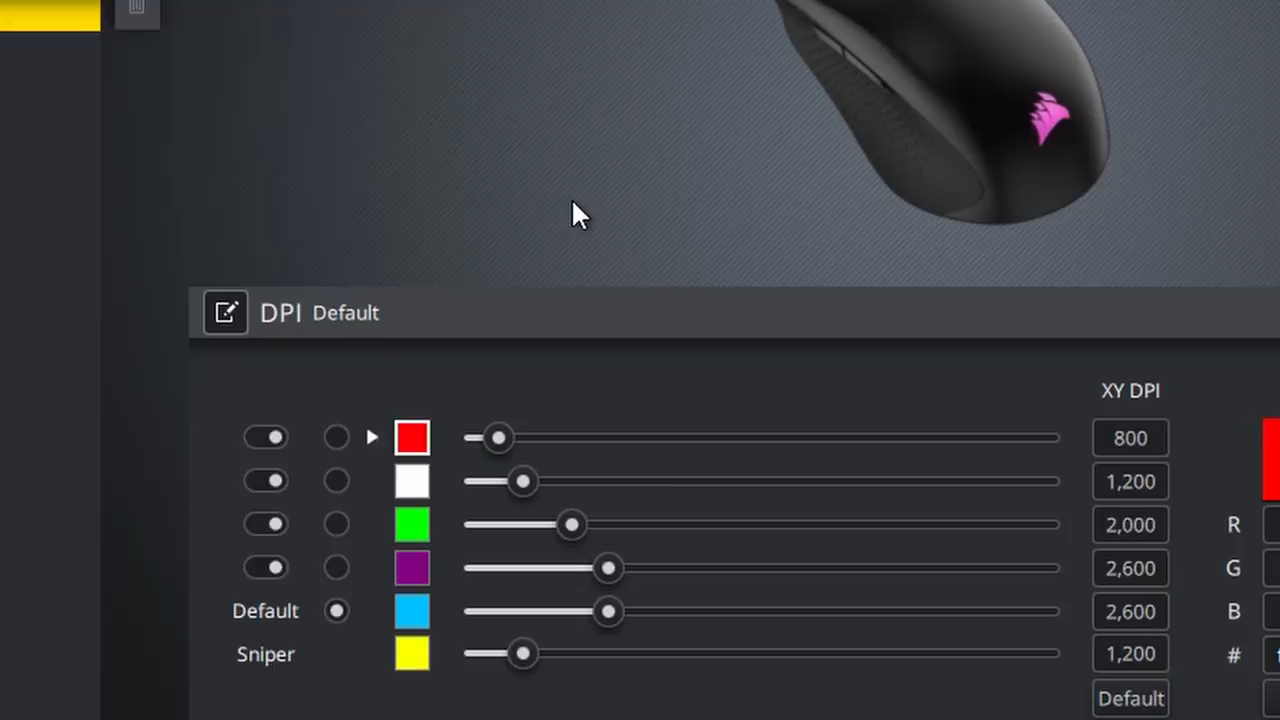 DPI Default
XY DPI
800
1,200
2,000 R
2,600 G
Default 2,600 B
Sniper 1,200 #
Default